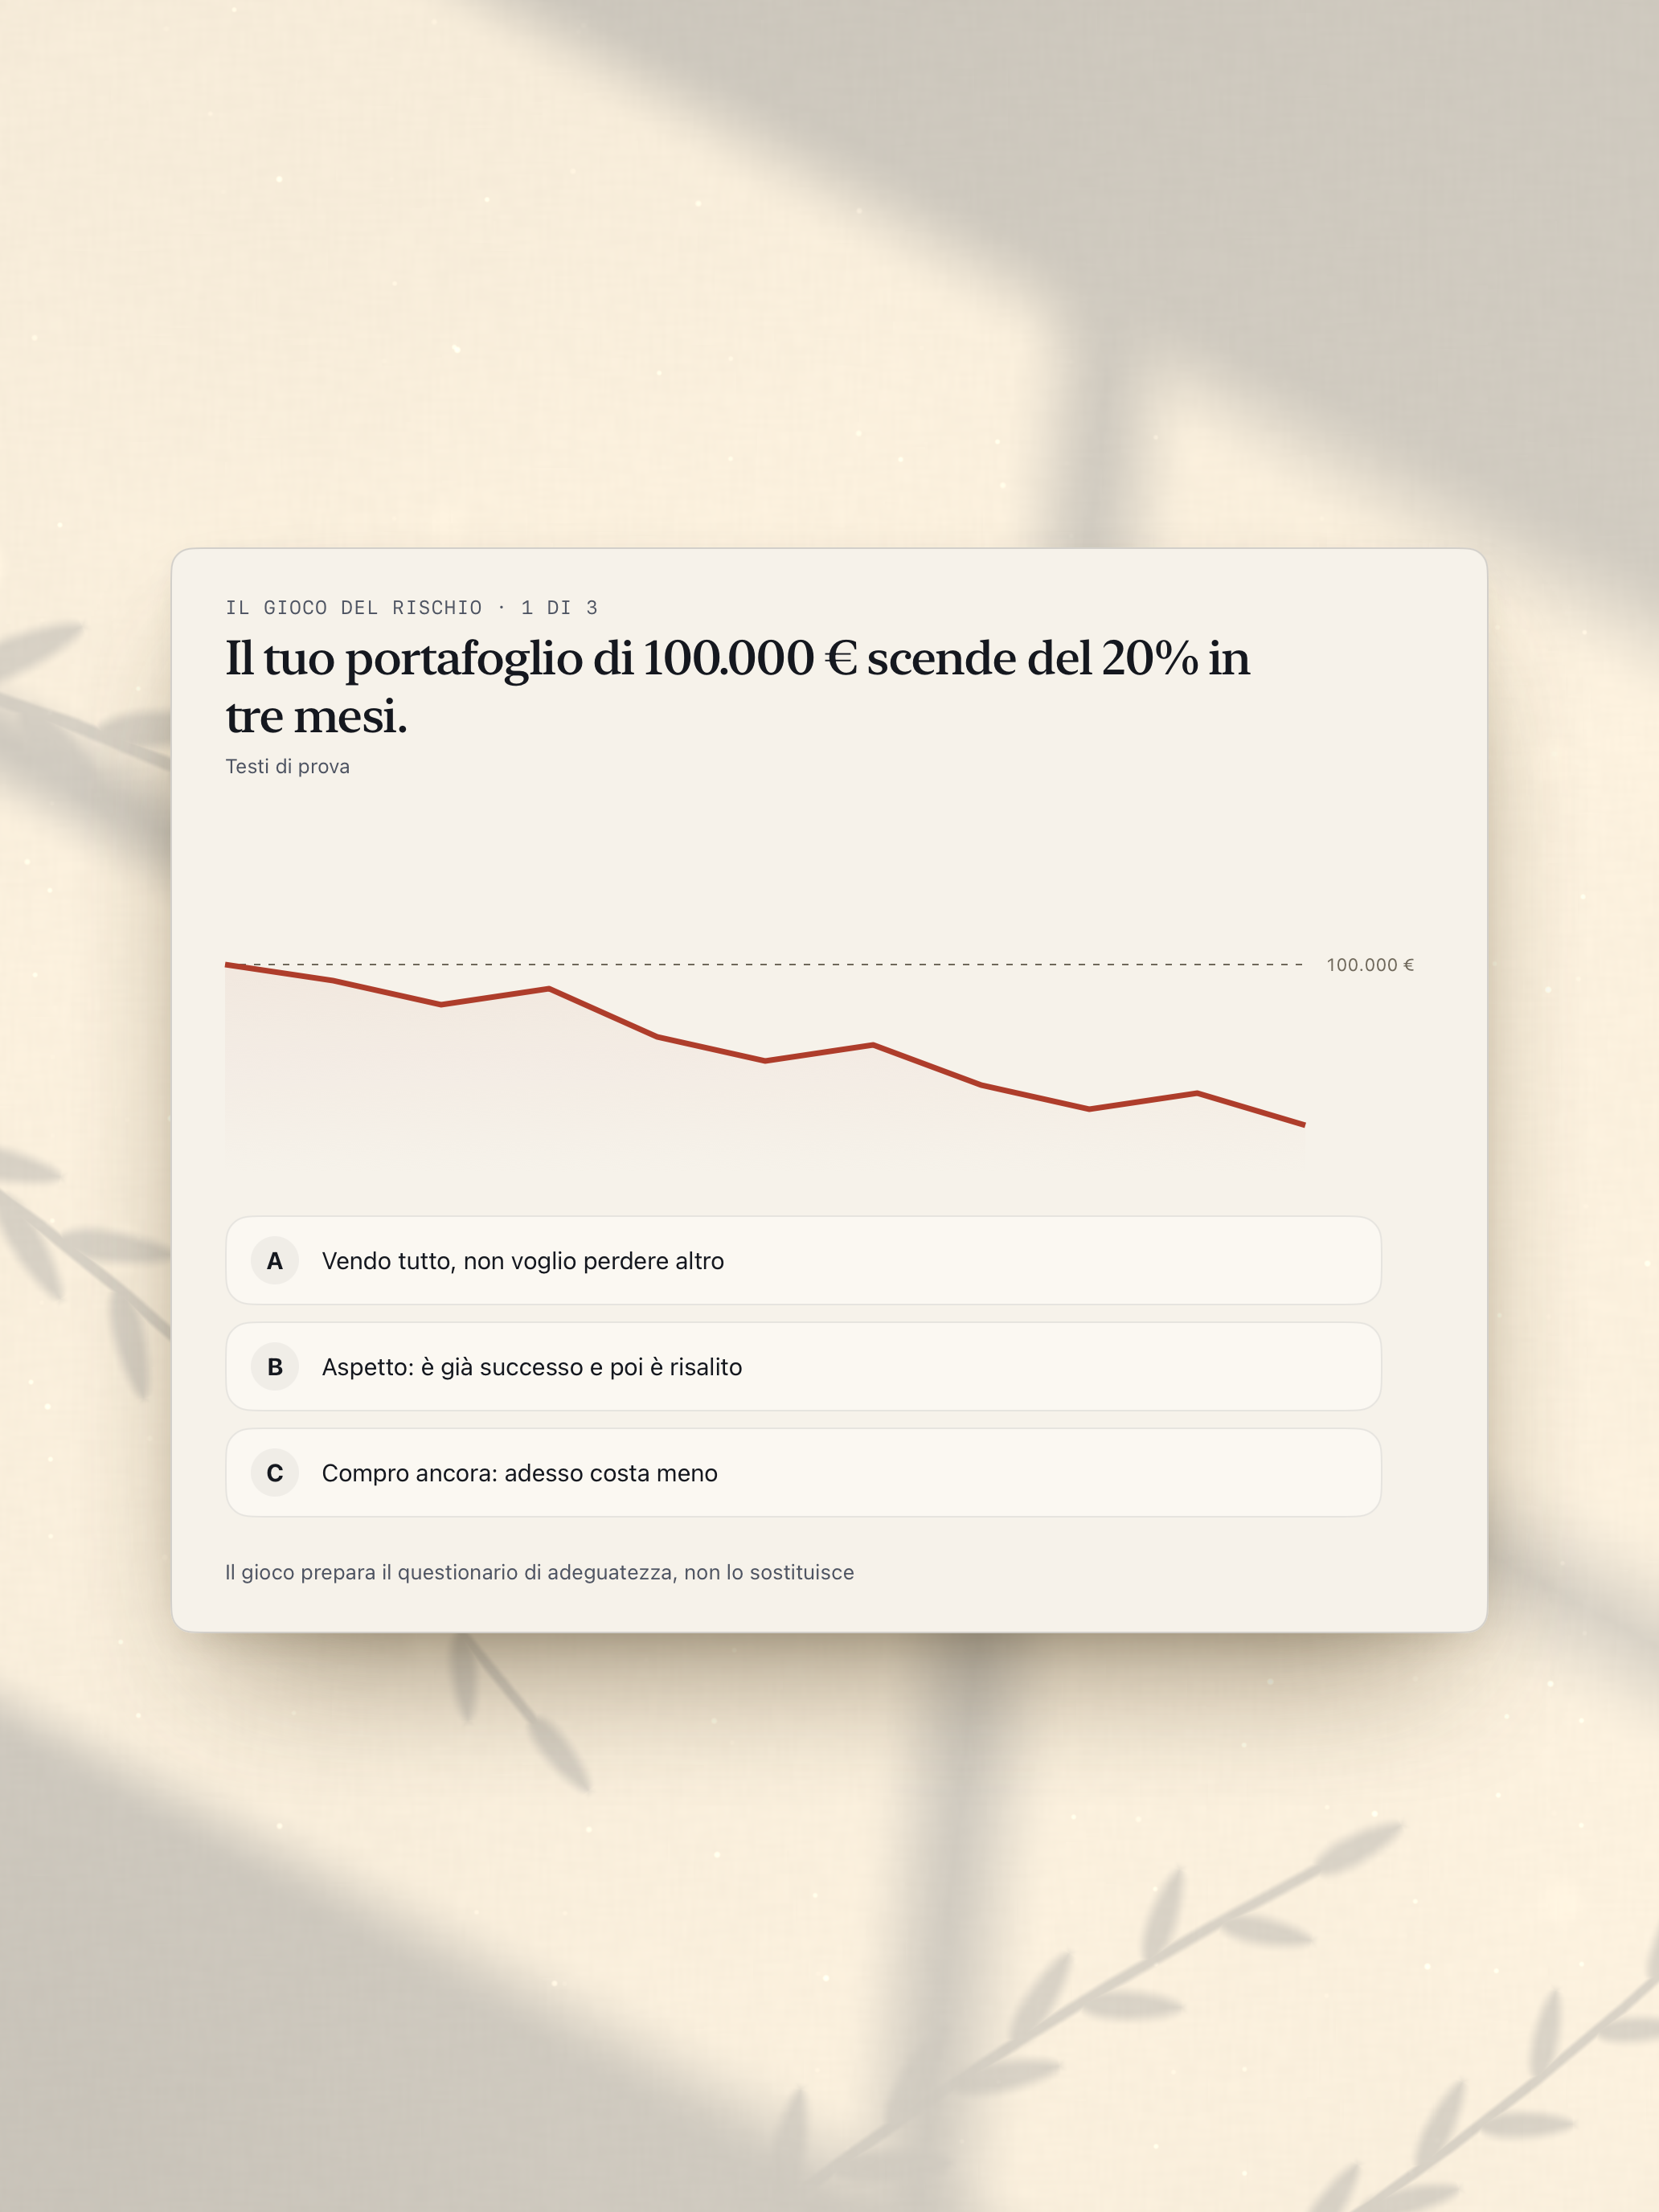 IL GIOCO DEL RISCHIO · 1 DI 3
Il tuo portafoglio di 100.000 € scende del 20% in
tre mesi.
Testi di prova
100.000 €
A Vendo tutto, non voglio perdere altro
B Aspetto: è già successo e poi è risalito
C Compro ancora: adesso costa meno
Il gioco prepara il questionario di adeguatezza, non lo sostituisce